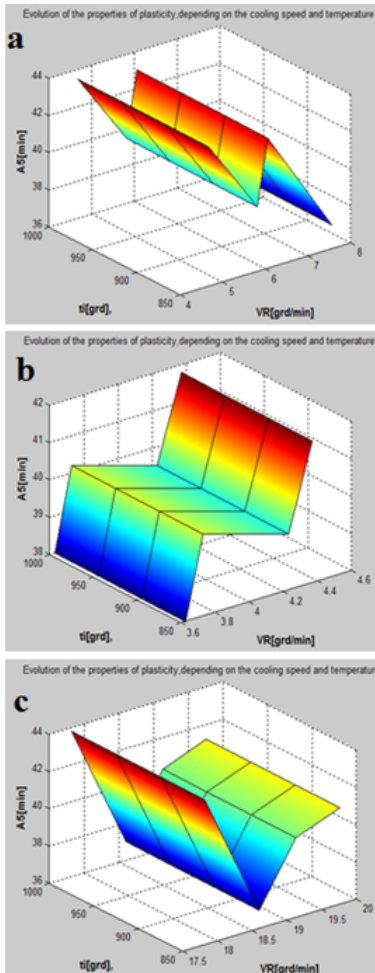 Evolution of the properties of plasticity,depending on the cooling speed and temperature
a
44
42
40
38
36
A5[min]
1000
950
900
850
ti[grd],
4
5
6
7
8
VR[grd/min]
Evolution of the properties of plasticity,depending on the cooling speed and temperature
b
42
41
40
39
38
A5[min]
1000
950
900
850
ti[grd],
3.6
3.8
4
4.2
4.4
4.6
VR[grd/min]
Evolution of the properties of plasticity,depending on the cooling speed and temperature
c
44
42
40
38
36
A5[min]
1000
950
900
850
ti[grd],
17.5
18
18.5
19
19.5
20
VR[grd/min]